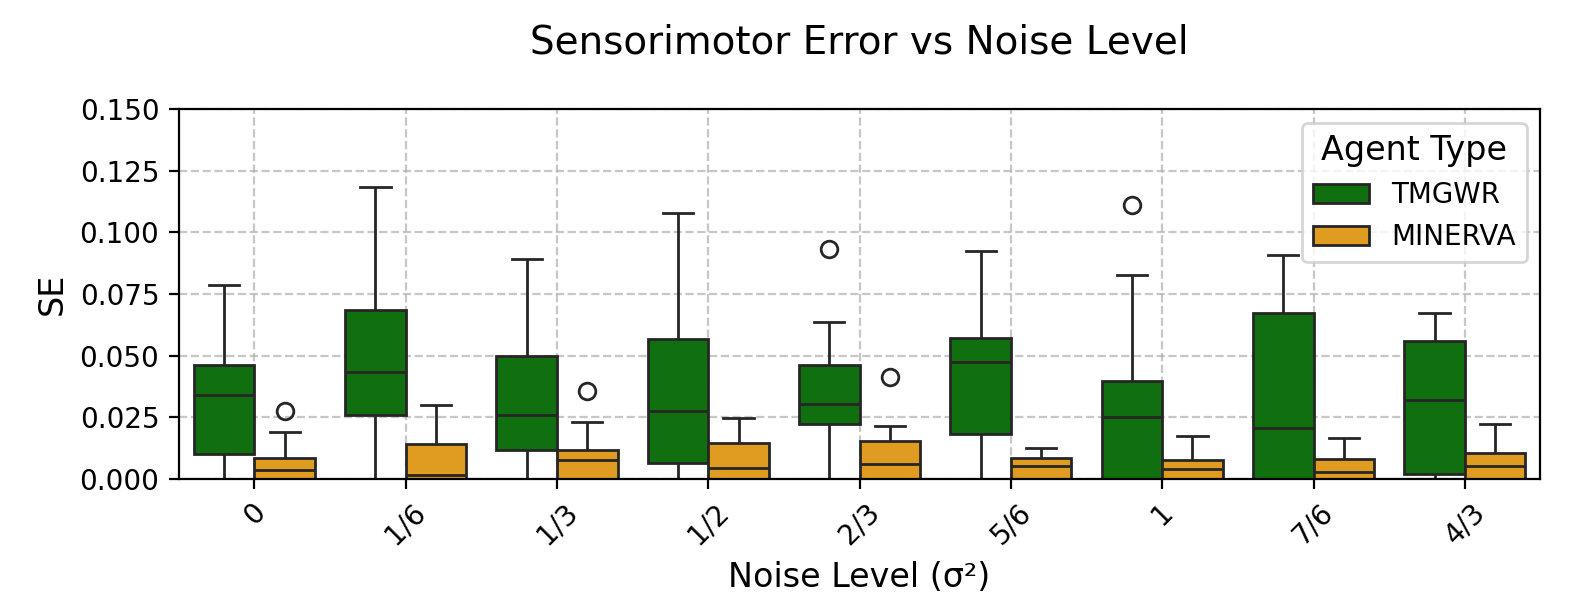 Sensorimotor Error vs Noise Level
SE
0.150
0.125
0.100
0.075
0.050
0.025
0.000
Agent Type
TMGWR
MINERVA
0
1/6
1/3
1/2
2/3
5/6
1
7/6
4/3
Noise Level (σ²)